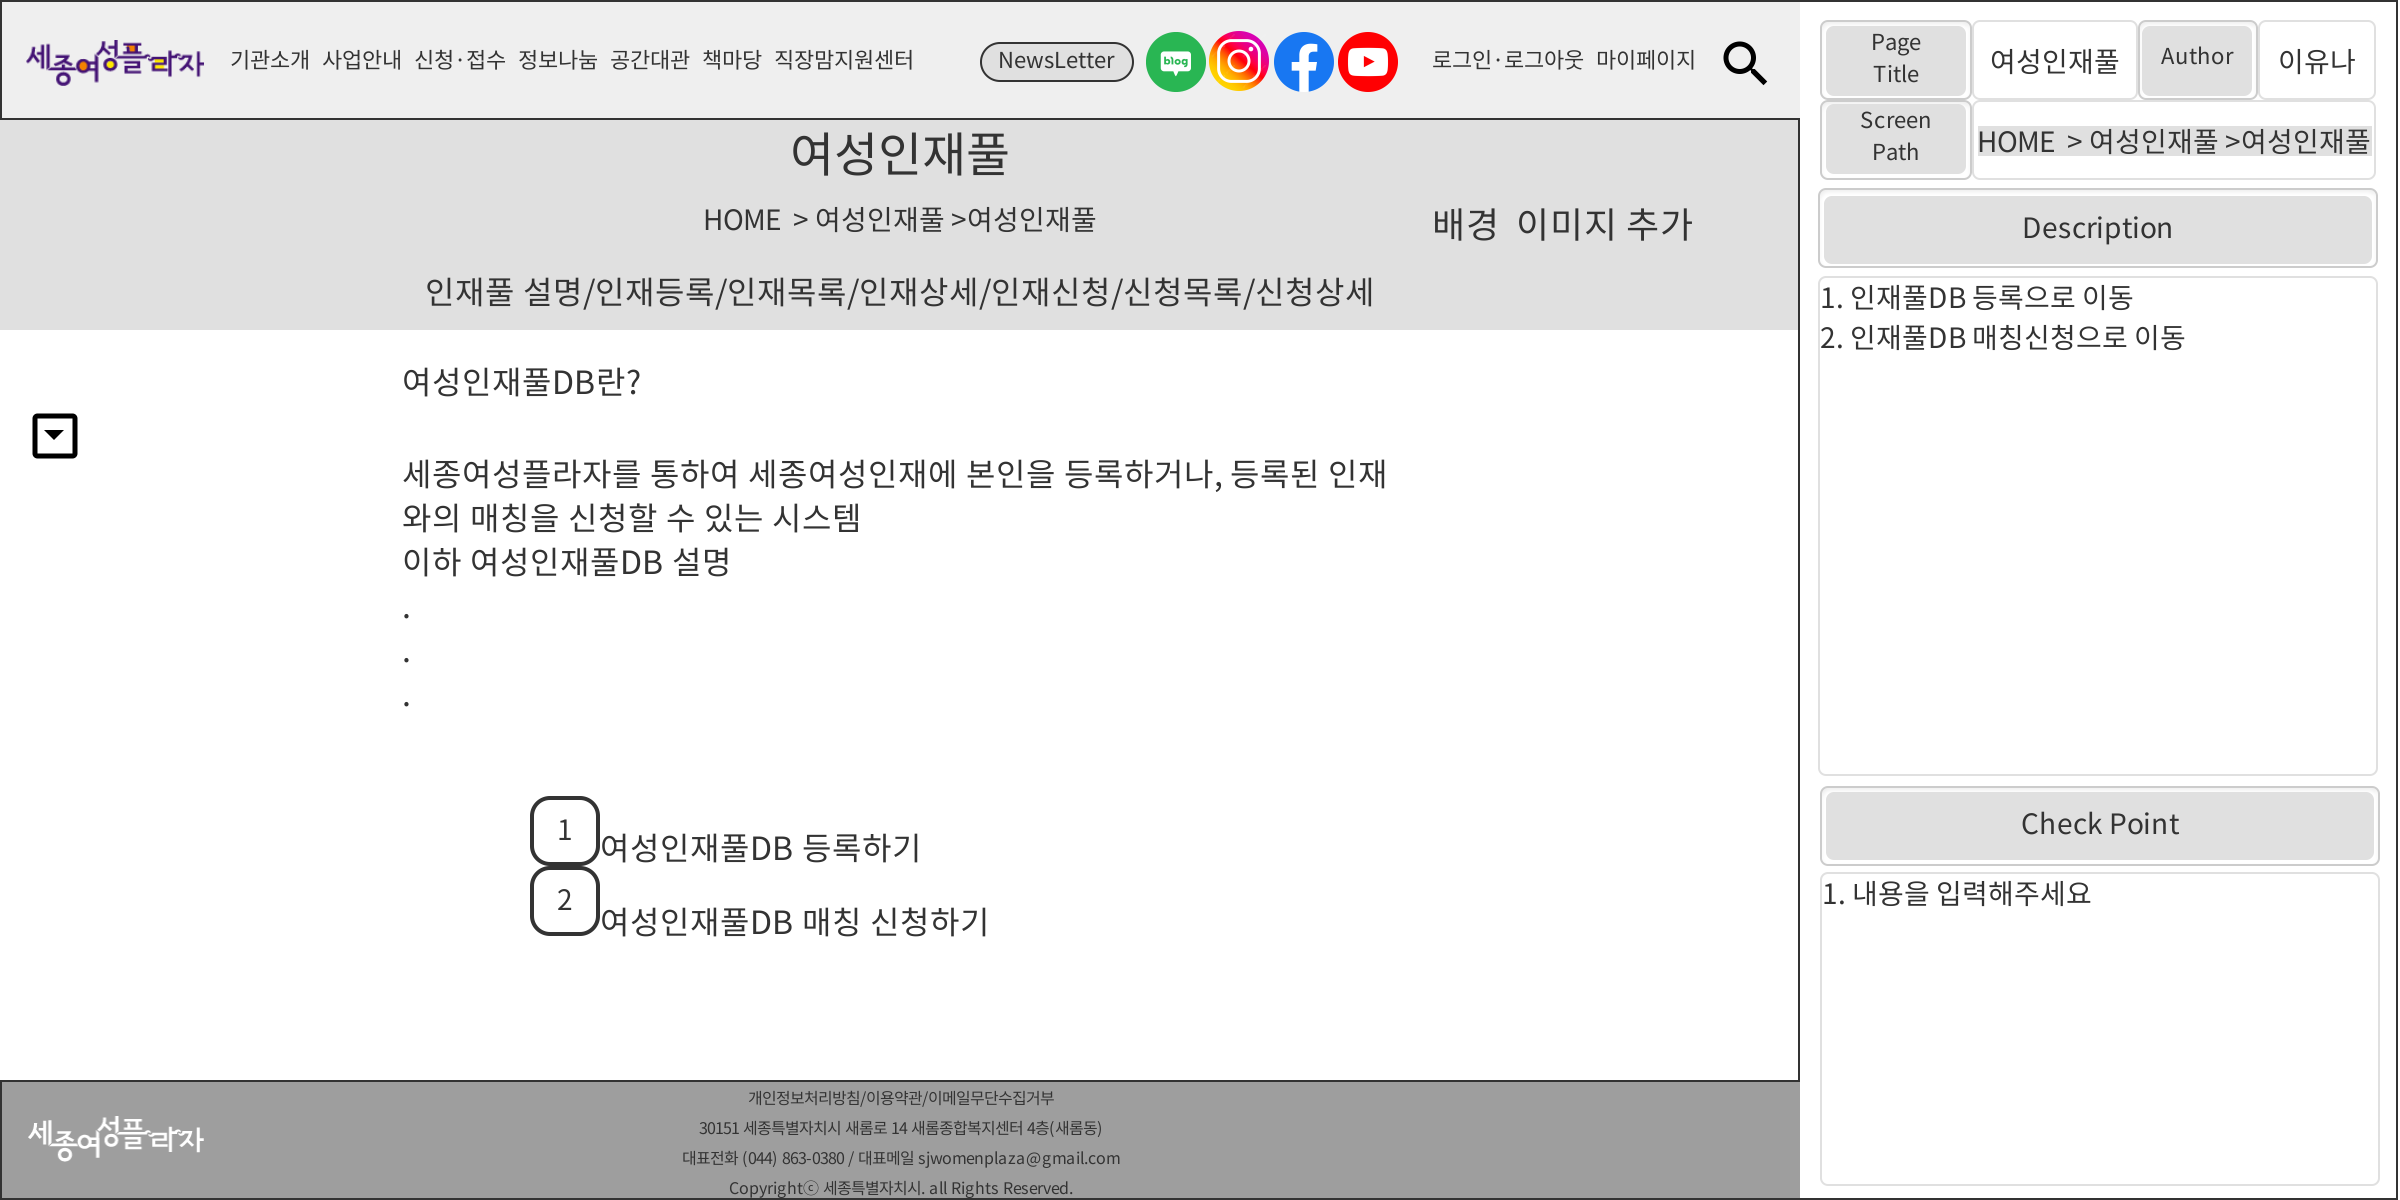 세종여성플라자
기관소개 사업안내 신청·접수 정보나눔 공간대관 책마당 직장맘지원센터
NewsLetter
blog
로그인·로그아웃 마이페이지
여성인재풀
HOME > 여성인재풀 >여성인재풀
배경 이미지 추가
인재풀 설명/인재등록/인재목록/인재상세/인재신청/신청목록/신청상세
여성인재풀DB란?
세종여성플라자를 통하여 세종여성인재에 본인을 등록하거나, 등록된 인재
와의 매칭을 신청할 수 있는 시스템
이하 여성인재풀DB 설명
.
.
.
1 여성인재풀DB 등록하기
2 여성인재풀DB 매칭 신청하기
세종여성플라자
개인정보처리방침/이용약관/이메일무단수집거부
30151 세종특별자치시 새롬로 14 새롬종합복지센터 4층(새롬동)
대표전화 (044) 863-0380 / 대표메일 sjwomenplaza@gmail.com
Copyrightⓒ 세종특별자치시. all Rights Reserved.
Page
Title
여성인재풀
Author
이유나
Screen
Path
HOME > 여성인재풀 >여성인재풀
Description
1. 인재풀DB 등록으로 이동
2. 인재풀DB 매칭신청으로 이동
Check Point
1. 내용을 입력해주세요